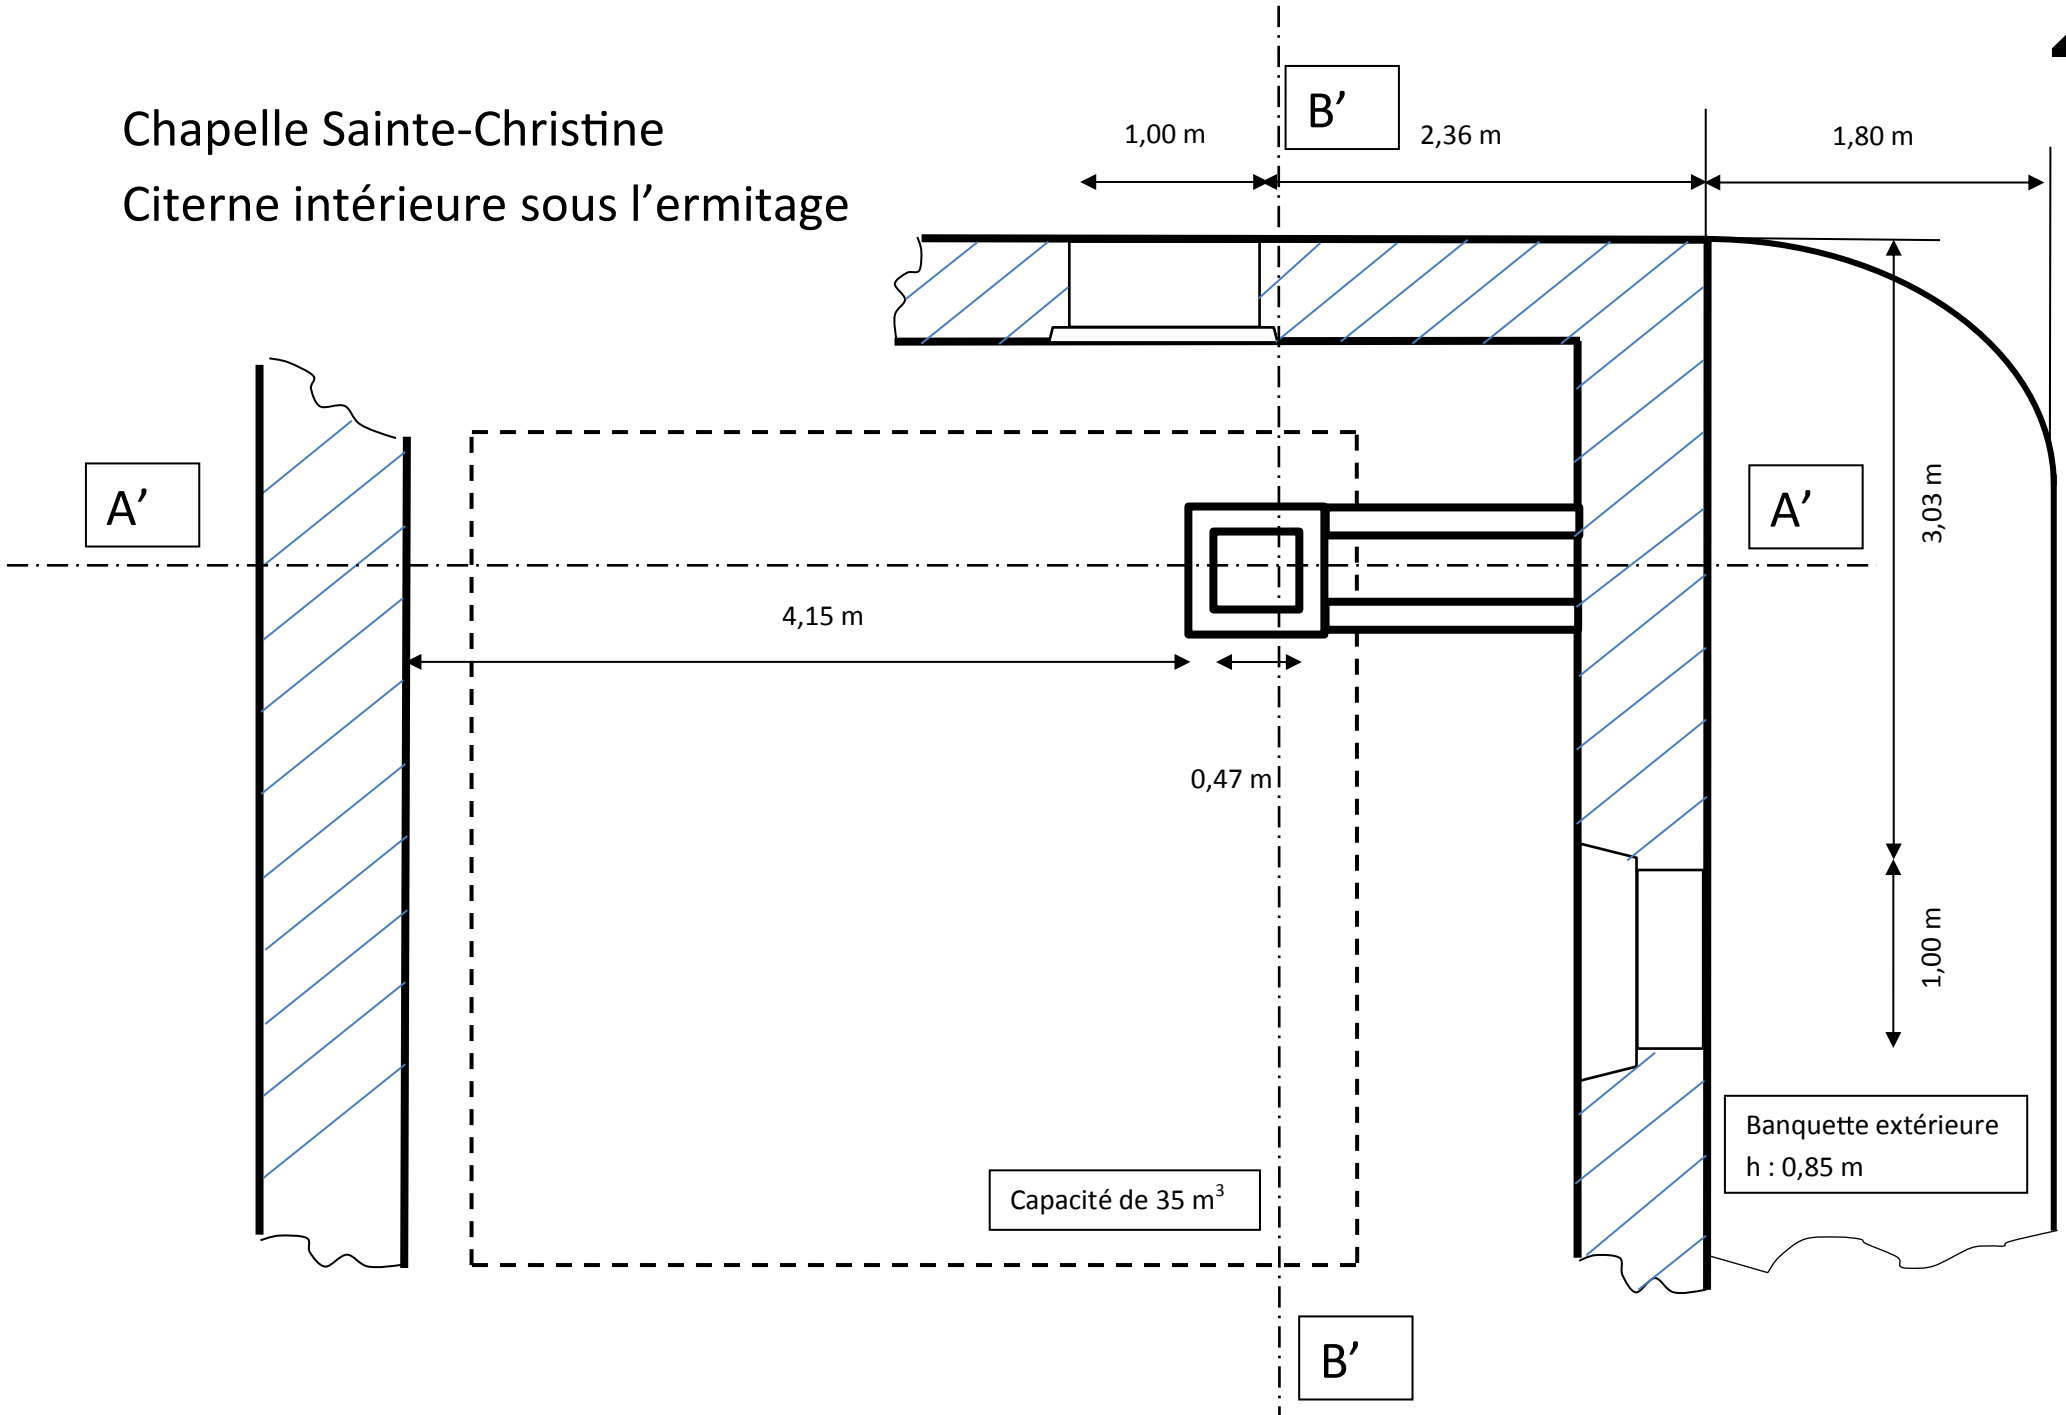 Chapelle Sainte-Christine
Citerne intérieure sous l’ermitage
B’
1,00 m
2,36 m
1,80 m
A’
A’
3,03 m
4,15 m
0,47 m
1,00 m
Banquette extérieure
h : 0,85 m
Capacité de 35 m³
B’